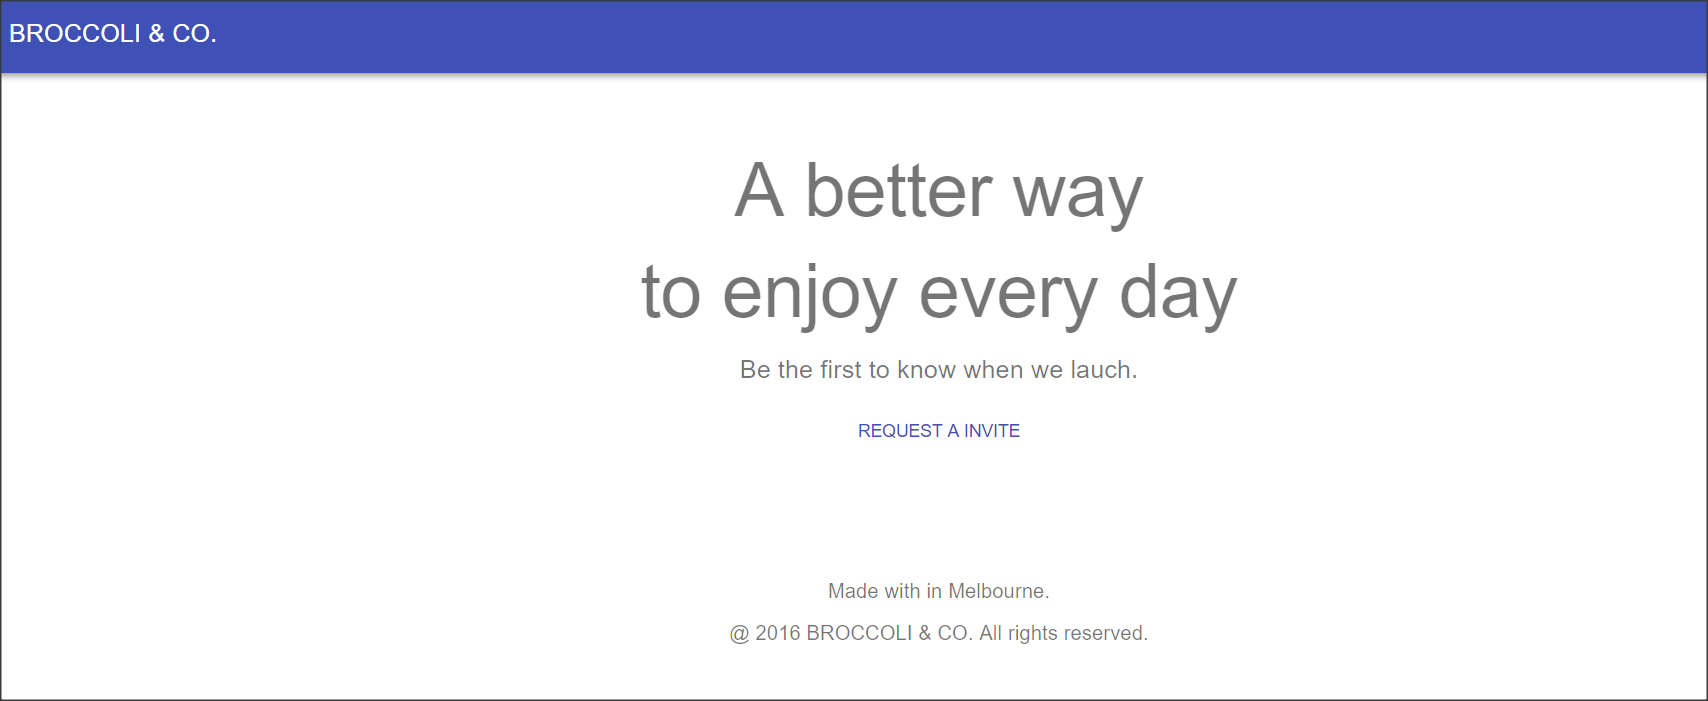 BROCCOLI & CO.
A better way
to enjoy every day
Be the first to know when we lauch.
REQUEST A INVITE
Made with in Melbourne.
@ 2016 BROCCOLI & CO. All rights reserved.